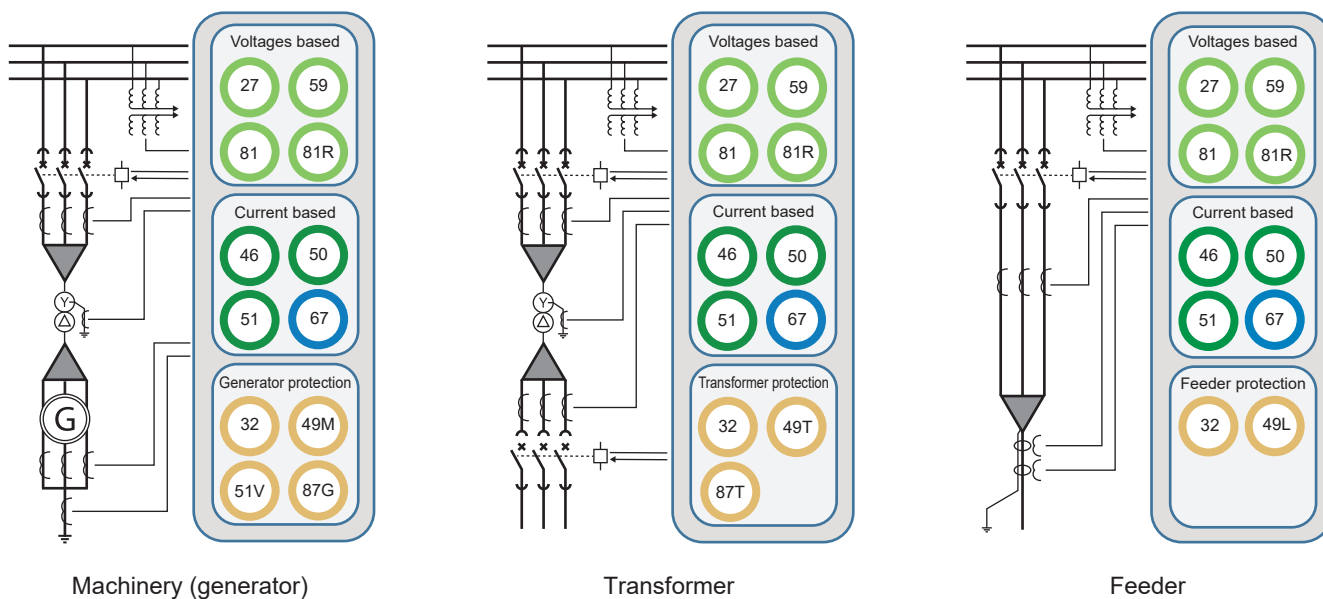 Voltages based
27 59
81 81R
Current based
46 50
51 67
Generator protection
32 49M
51V 87G
Y
G
Machinery (generator)
Voltages based
27 59
81 81R
Current based
46 50
51 67
Transformer protection
32 49T
87T
Y
Transformer
Voltages based
27 59
81 81R
Current based
46 50
51 67
Feeder protection
32 49L
Feeder